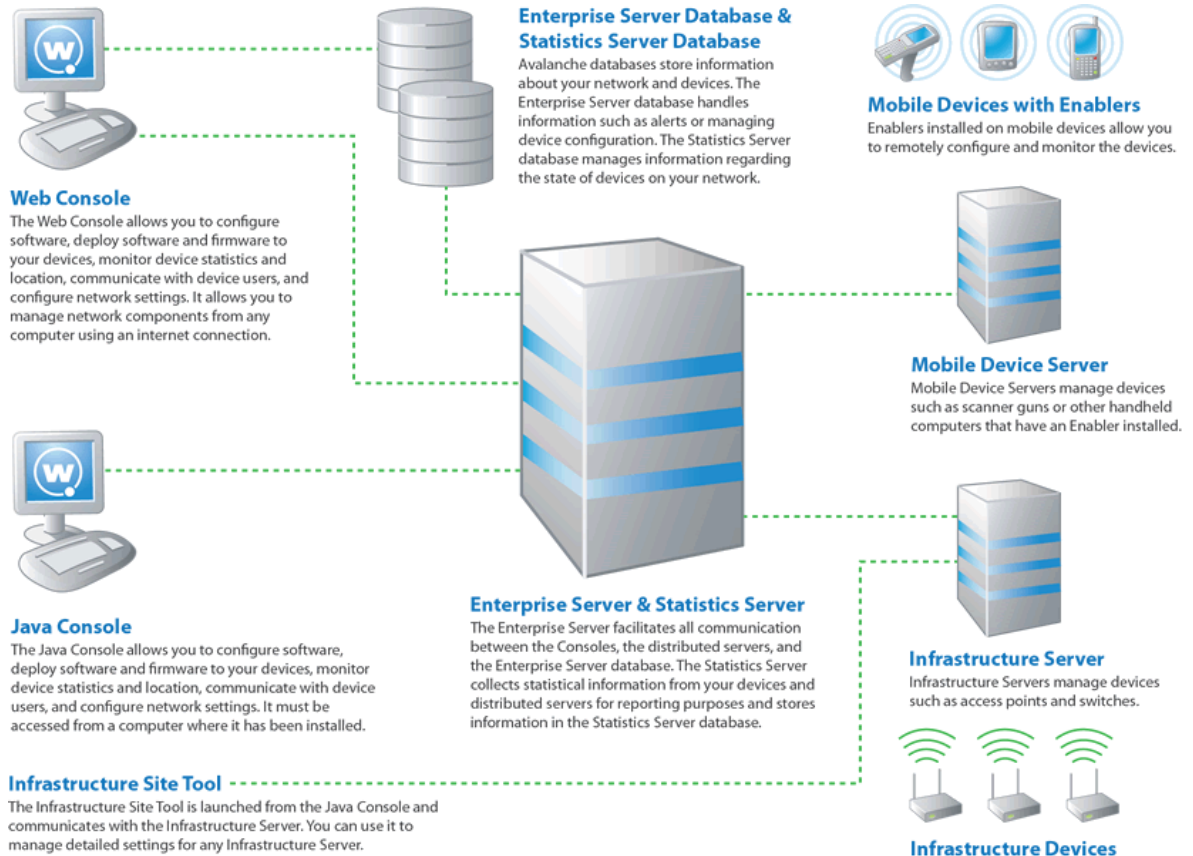 Enterprise Server Database &
Statistics Server Database
Avalanche databases store information
about your network and devices. The
Enterprise Server database handles
information such as alerts or managing
device configuration. The Statistics Server
database manages information regarding
the state of devices on your network.
Mobile Devices with Enablers
Enablers installed on mobile devices allow you
to remotely configure and monitor the devices.
w
Web Console
The Web Console allows you to configure
software, deploy software and firmware to
your devices, monitor device statistics and
location, communicate with device users, and
configure network settings. It allows you to
manage network components from any
computer using an internet connection.
Mobile Device Server
Mobile Device Servers manage devices
such as scanner guns or other handheld
computers that have an Enabler installed.
w
Java Console
The Java Console allows you to configure software,
deploy software and firmware to your devices, monitor
device statistics and location, communicate with device
users, and configure network settings. It must be
accessed from a computer where it has been installed.
Enterprise Server & Statistics Server
The Enterprise Server facilitates all communication
between the Consoles, the distributed servers, and
the Enterprise Server database. The Statistics Server
collects statistical information from your devices and
distributed servers for reporting purposes and stores
information in the Statistics Server database.
Infrastructure Server
Infrastructure Servers manage devices
such as access points and switches.
Infrastructure Site Tool
The Infrastructure Site Tool is launched from the Java Console and
communicates with the Infrastructure Server. You can use it to
manage detailed settings for any Infrastructure Server.
Infrastructure Devices